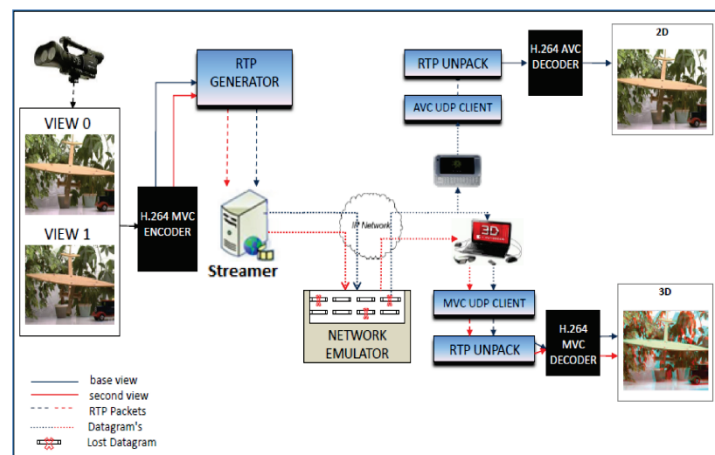 VIEW 0
VIEW 1
H.264 MVC
ENCODER
RTP
GENERATOR
Streamer
IP Network
NETWORK
EMULATOR
RTP UNPACK
AVC UDP CLIENT
H.264 AVC
DECODER
2D
3D
MVC UDP CLIENT
RTP UNPACK
H.264
MVC
DECODER
3D
base view
second view
RTP Packets
Datagram's
Lost Datagram